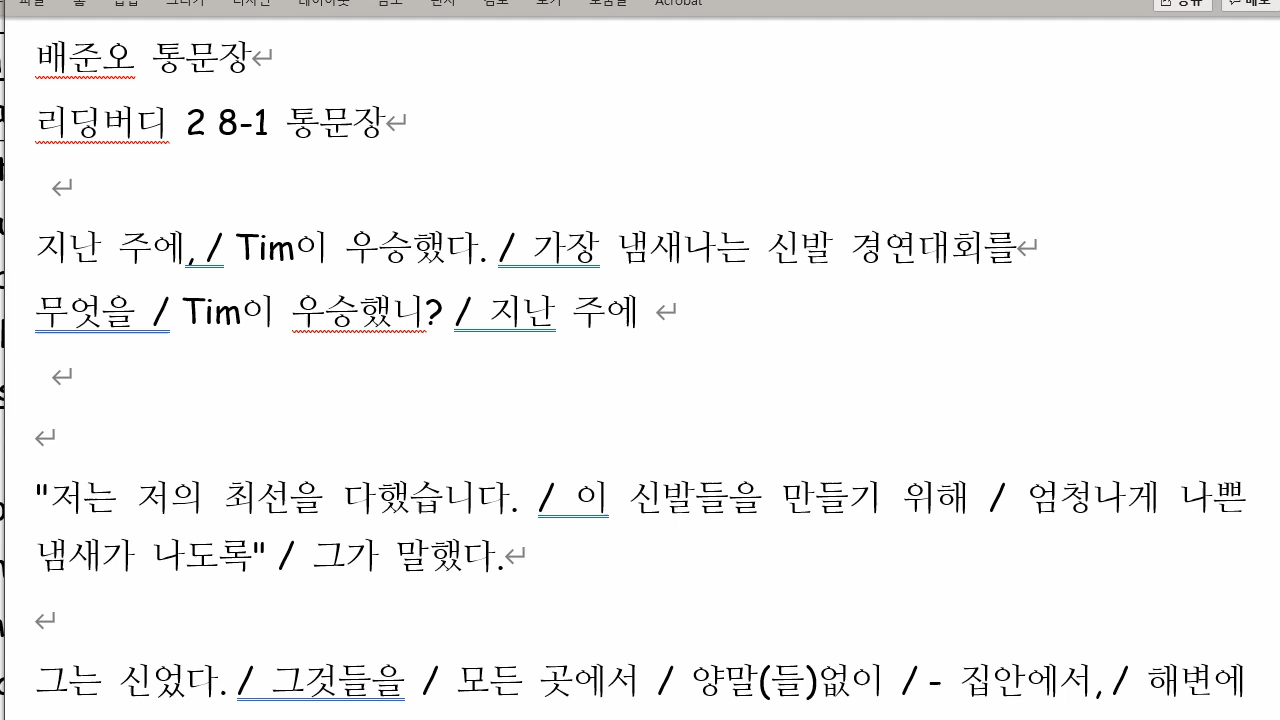 Acrobat
배준오 통문장
리딩버디 2 8-1 통문장
지난 주에, / Tim이 우승했다. / 가장 냄새나는 신발 경연대회를
무엇을 / Tim이 우승했니? / 지난 주에
"저는 저의 최선을 다했습니다. / 이 신발들을 만들기 위해 / 엄청나게 나쁜
냄새가 나도록" / 그가 말했다.
그는 신었다. / 그것들을 / 모든 곳에서 / 양말(들)없이 / - 집안에서, / 해변에